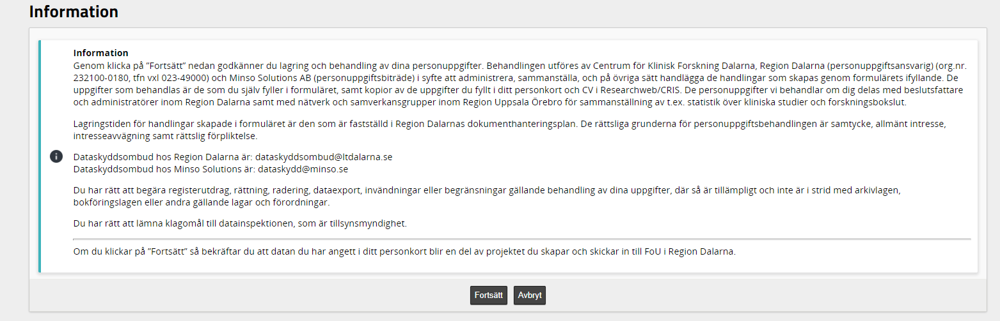 Information
Information
Genom klicka på ”Fortsätt” nedan godkänner du lagring och behandling av dina personuppgifter. Behandlingen utföres av Centrum för Klinisk Forskning Dalarna, Region Dalarna (personuppgiftsansvarig) (org.nr.
232100-0180, tfn vxl 023-49000) och Minso Solutions AB (personuppgiftsbiträde) i syfte att administrera, sammanställa, och på övriga sätt handlägga de handlingar som skapas genom formulärets ifyllande. De
uppgifter som behandlas är de som du själv fyller i formuläret, samt kopior av de uppgifter du fyllt i ditt personkort och CV i Researchweb/CRIS. De personuppgifter vi behandlar om dig delas med beslutsfattare
och administratörer inom Region Dalarna samt med nätverk och samverkansgrupper inom Region Uppsala Örebro för sammanställning av t.ex. statistik över kliniska studier och forskningsbokslut.
Lagringstiden för handlingar skapade i formuläret är den som är fastställd i Region Dalarnas dokumenthanteringsplan. De rättsliga grunderna för personuppgiftsbehandlingen är samtycke, allmänt intresse,
intresseavvägning samt rättslig förpliktelse.
Dataskyddsombud hos Region Dalarna är: dataskyddsombud@ltdalarna.se
Dataskyddsombud hos Minso Solutions är: dataskydd@minso.se
Du har rätt att begära registerutdrag, rättning, radering, dataexport, invändningar eller begränsningar gällande behandling av dina uppgifter, där så är tillämpligt och inte är i strid med arkivlagen,
bokföringslagen eller andra gällande lagar och förordningar.
Du har rätt att lämna klagomål till datainspektionen, som är tillsynsmyndighet.
Om du klickar på ”Fortsätt” så bekräftar du att datan du har angett i ditt personkort blir en del av projektet du skapar och skickar in till FoU i Region Dalarna.
Fortsätt Avbryt